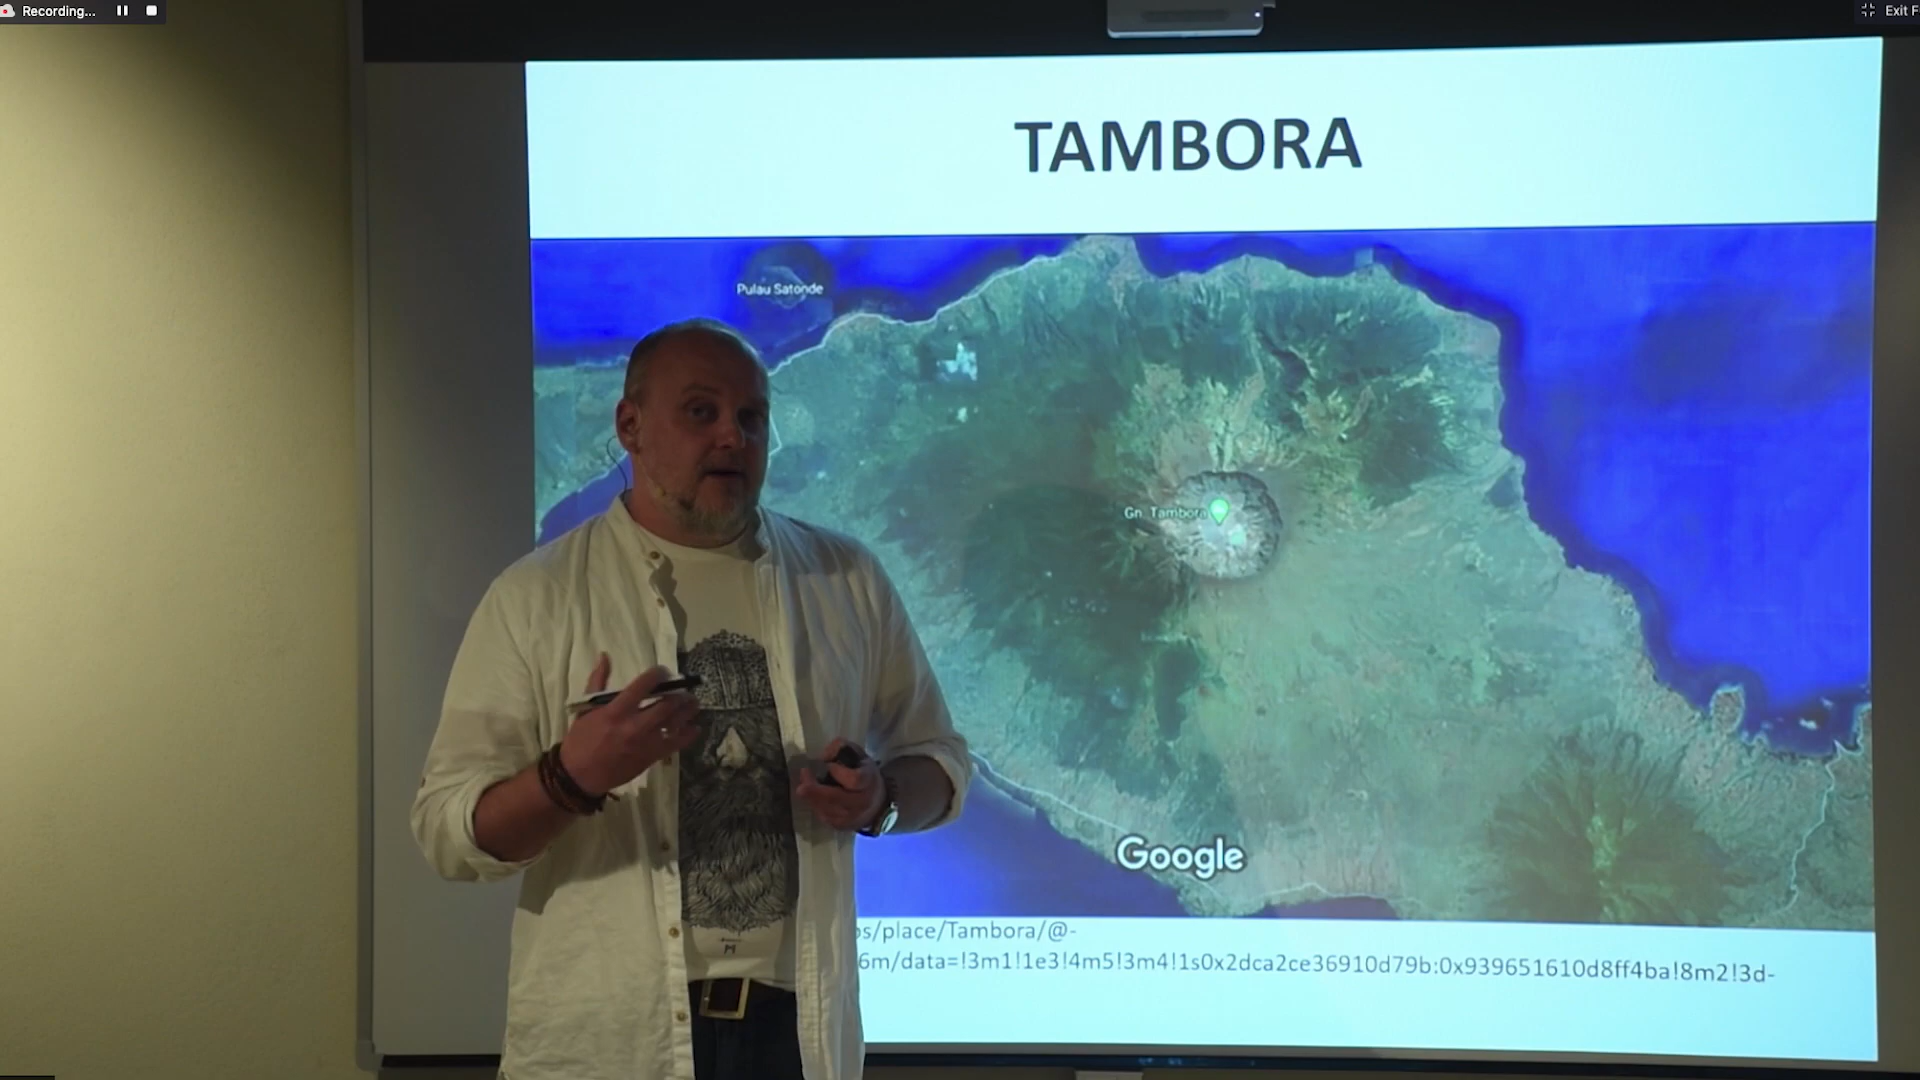 Recording...
Exit F
TAMBORA
Pulau Satonde
Gn. Tambora
Google
os/place/Tambora/@-
6m/data=!3m1!1e3!4m5!3m4!1s0x2dca2ce36910d79b:0x939651610d8ff4ba!8m2!3d-